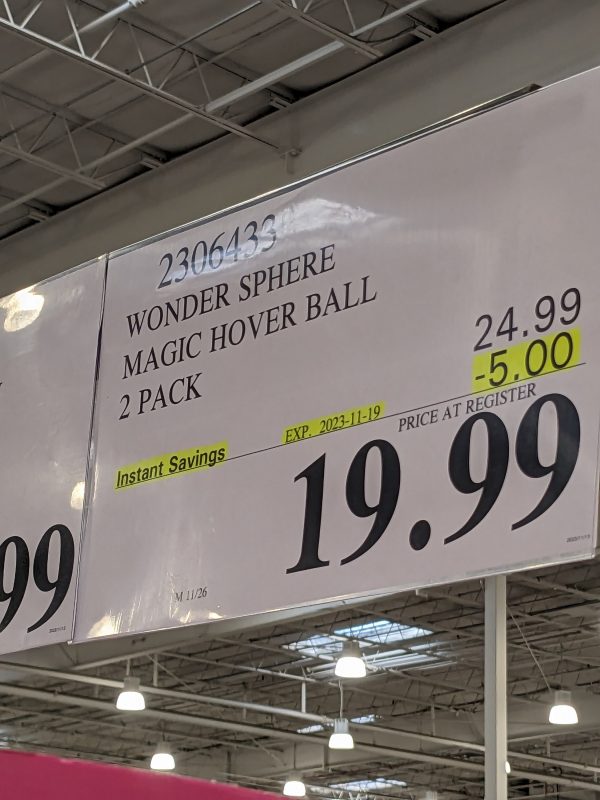 2306433
WONDER SPHERE
MAGIC HOVER BALL
2 PACK
24.99
-5.00
EXP. 2023-11-19
PRICE AT REGISTER
Instant Savings
19.99
99
M 11/26